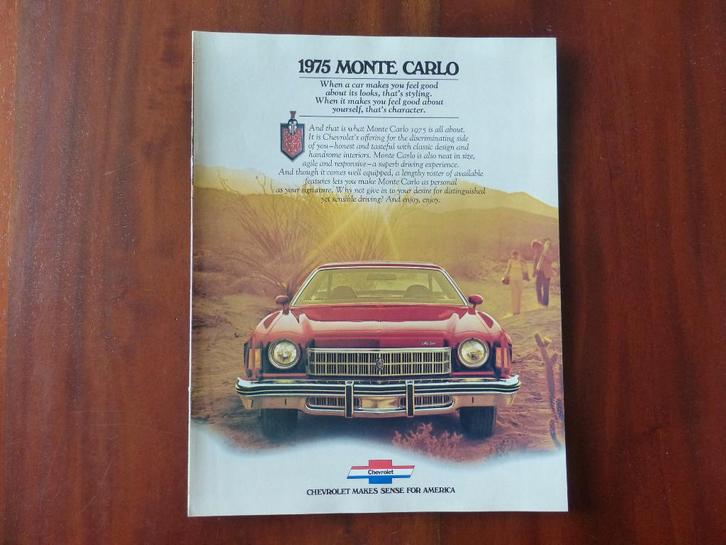 1975 MONTE CARLO
When a car makes you feel good
about its looks, that's styling.
When it makes you feel good about
yourself, that's character.
And that is what Monte Carlo 1975 is all about.
It is Chevrolet's offering for the discriminating side
of you—honest and tasteful with classic design and
handsome interiors. Monte Carlo is also neat in size,
agile and responsive—a superb driving experience.
And though it comes well equipped, a lengthy roster of available
features lets you make Monte Carlo as personal
as your signature. Why not give in to your desire for distinguished
yet sensible driving? And enjoy, enjoy.
Chevrolet
CHEVROLET MAKES SENSE FOR AMERICA